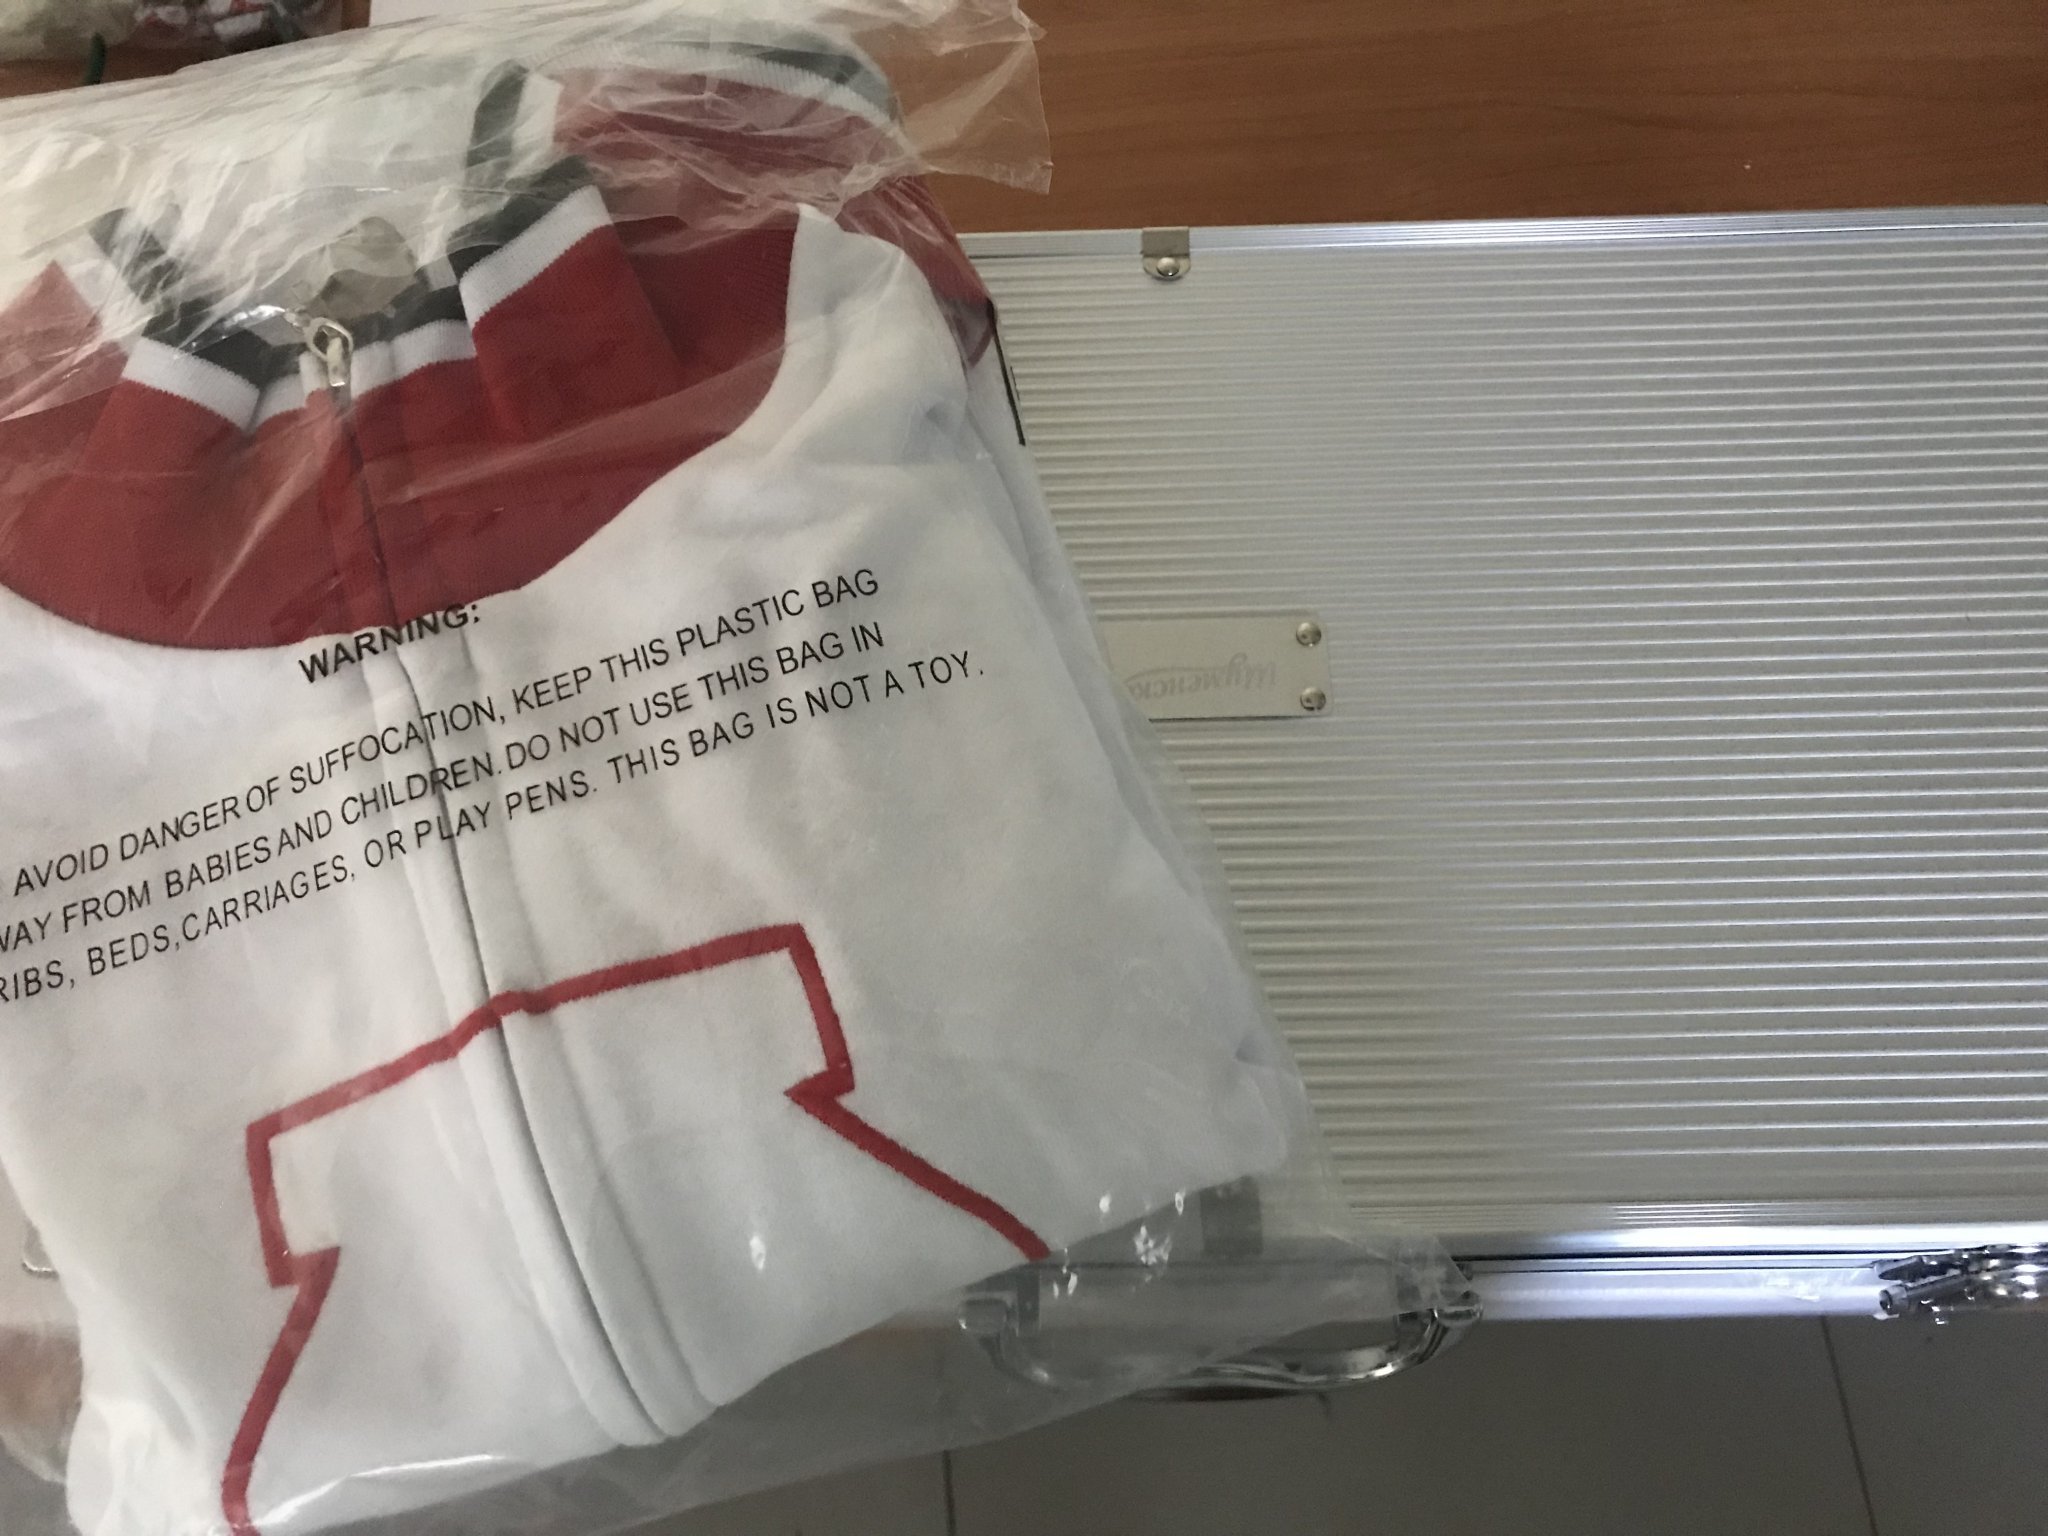 WARNING:
AVOID DANGER OF SUFFOCATION, KEEP THIS PLASTIC BAG
WAY FROM BABIES AND CHILDREN. DO NOT USE THIS BAG IN
RIBS, BEDS, CARRIAGES, OR PLAY PENS. THIS BAG IS NOT A TOY.